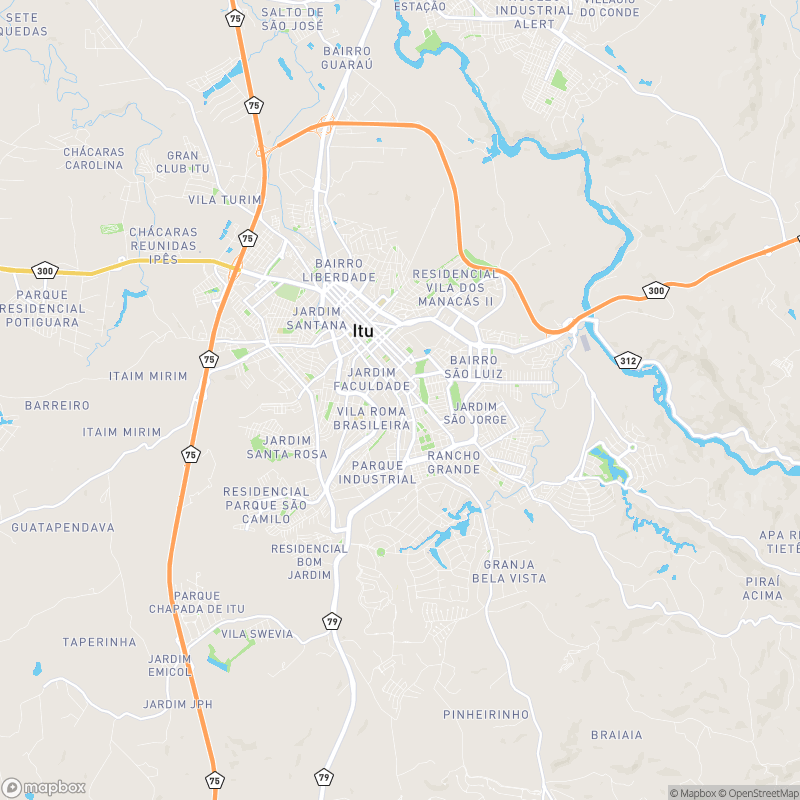 SETE
QUEDAS
75
SALTO DE
SÃO JOSÉ
ESTAÇÃO
INDUSTRIAL
ALERT
DO CONDE
BAIRRO
GUARAÚ
75
CHÁCARAS
CAROLINA
GRAN
CLUB ITU
VILA TURIM
CHÁCARAS
REUNIDAS
IPÊS
75
300
BAIRRO
LIBERDADE
RESIDENCIAL
VILA DOS
MANACÁS II
300
PARQUE
RESIDENCIAL
POTIGUARA
JARDIM
SANTANA
Itu
75
312
ITAIM MIRIM
JARDIM
FACULDADE
BAIRRO
SÃO LUIZ
BARREIRO
VILA ROMA
BRASILEIRA
JARDIM
SÃO JORGE
ITAIM MIRIM
JARDIM
SANTA ROSA
75
PARQUE
INDUSTRIAL
RANCHO
GRANDE
RESIDENCIAL
PARQUE SÃO
CAMILO
GUATAPENDAVA
APA RI
TIETÊ
RESIDENCIAL
BOM
JARDIM
GRANJA
BELA VISTA
PIRAÍ
ACIMA
PARQUE
CHAPADA DE ITU
79
TAPERINHA
VILA SWEVIA
JARDIM
EMICOL
JARDIM JPH
PINHEIRINHO
BRAIAIA
75
79
mapbox
© Mapbox © OpenStreetMap